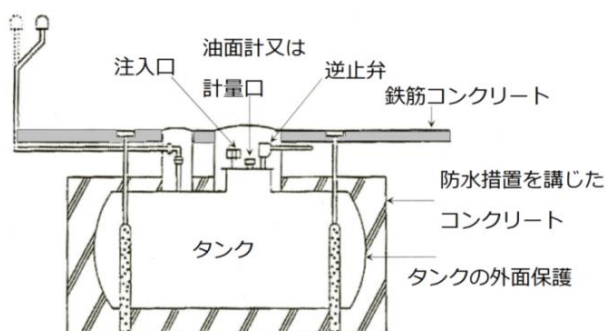 油面計又は
計量口
注入口
逆止弁
鉄筋コンクリート
防水措置を講じた
コンクリート
タンク
タンクの外面保護